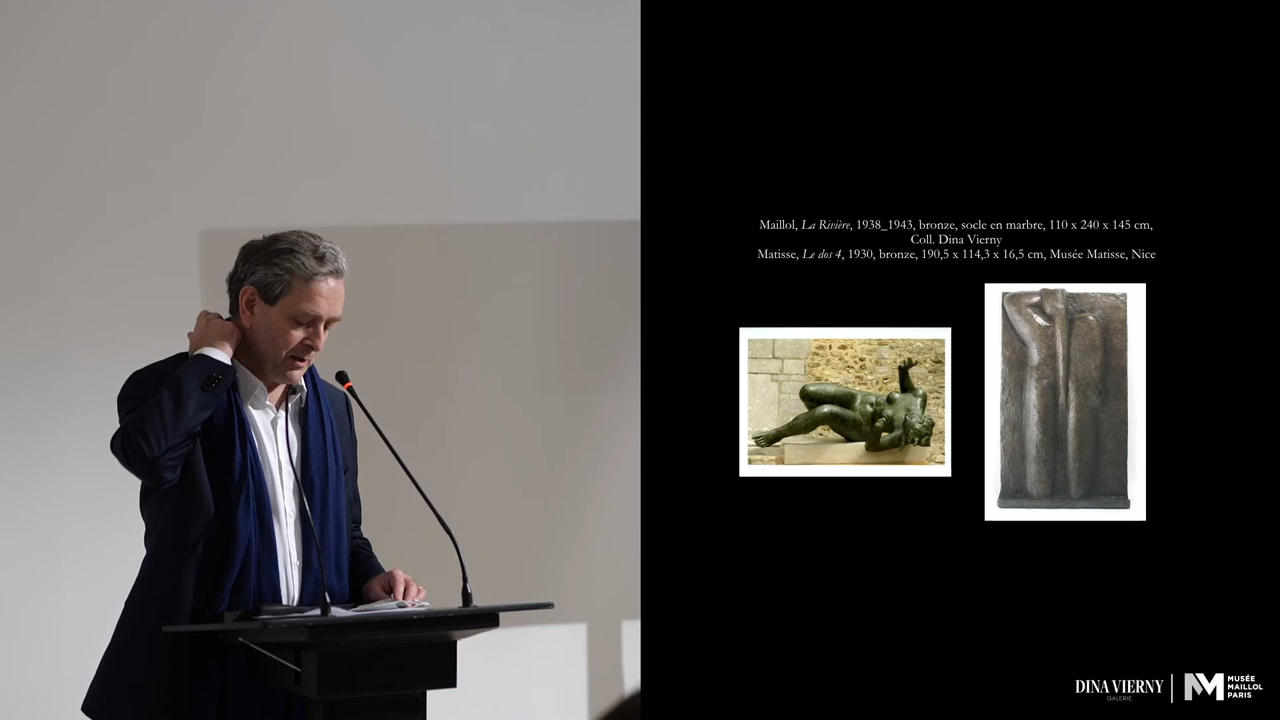 Maillol, La Rivière, 1938_1943, bronze, socle en marbre, 110 x 240 x 145 cm,
Coll. Dina Vierny
Matisse, Le dos 4, 1930, bronze, 190,5 x 114,3 x 16,5 cm, Musée Matisse, Nice
DINA VIERNY
GALERIE
MUSÉE
MAILLOL
PARIS